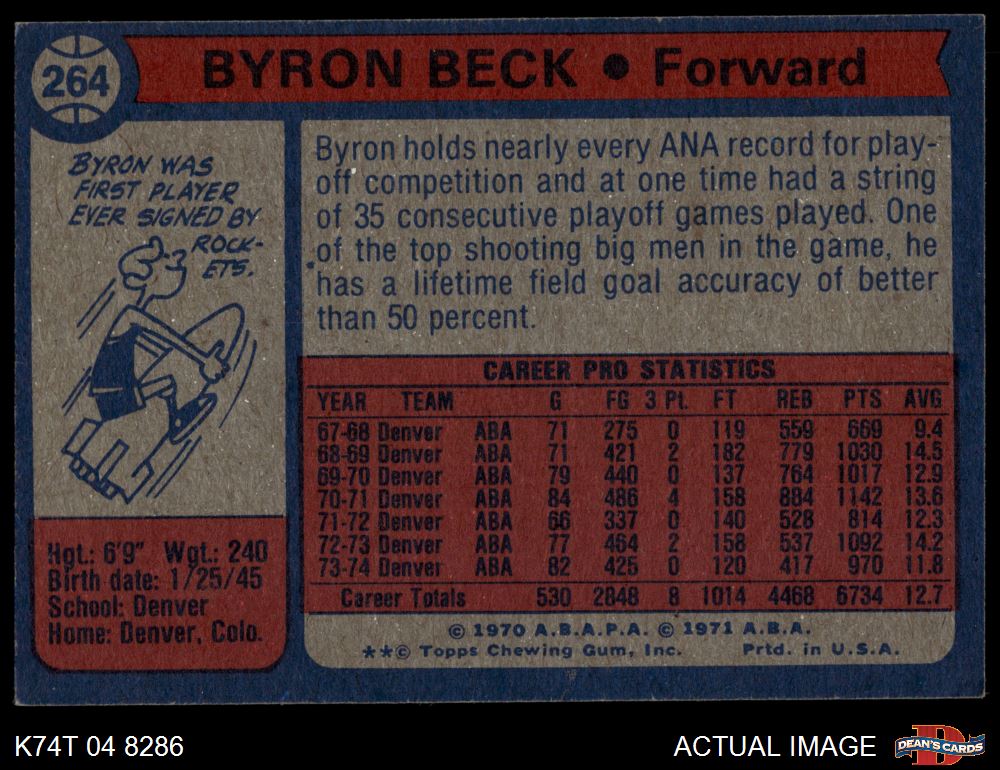 264
BYRON BECK • Forward
BYRON WAS
FIRST PLAYER
EVER SIGNED BY
ROCK-
ETS.
Byron holds nearly every ANA record for play-
off competition and at one time had a string
of 35 consecutive playoff games played. One
of the top shooting big men in the game, he
has a lifetime field goal accuracy of better
than 50 percent.
Hgt.: 6'9" Wgt.: 240
Birth date: 1/25/45
School: Denver
Home: Denver, Colo.
CAREER PRO STATISTICS
YEAR TEAM G FG 3 Pt. FT REB PTS AVG
67-68 Denver ABA 71 275 0 119 559 669 9.4
68-69 Denver ABA 71 421 2 182 779 1030 14.5
69-70 Denver ABA 79 440 0 137 764 1017 12.9
70-71 Denver ABA 84 486 4 158 884 1142 13.6
71-72 Denver ABA 66 337 0 140 528 814 12.3
72-73 Denver ABA 77 464 2 158 537 1092 14.2
73-74 Denver ABA 82 425 0 120 417 970 11.8
Career Totals 530 2848 8 1014 4468 6734 12.7
© 1970 A.B.A.P.A. © 1971 A.B.A.
**© Topps Chewing Gum, Inc. Prtd. in U.S.A.
K74T 04 8286 ACTUAL IMAGE DEAN'S CARDS